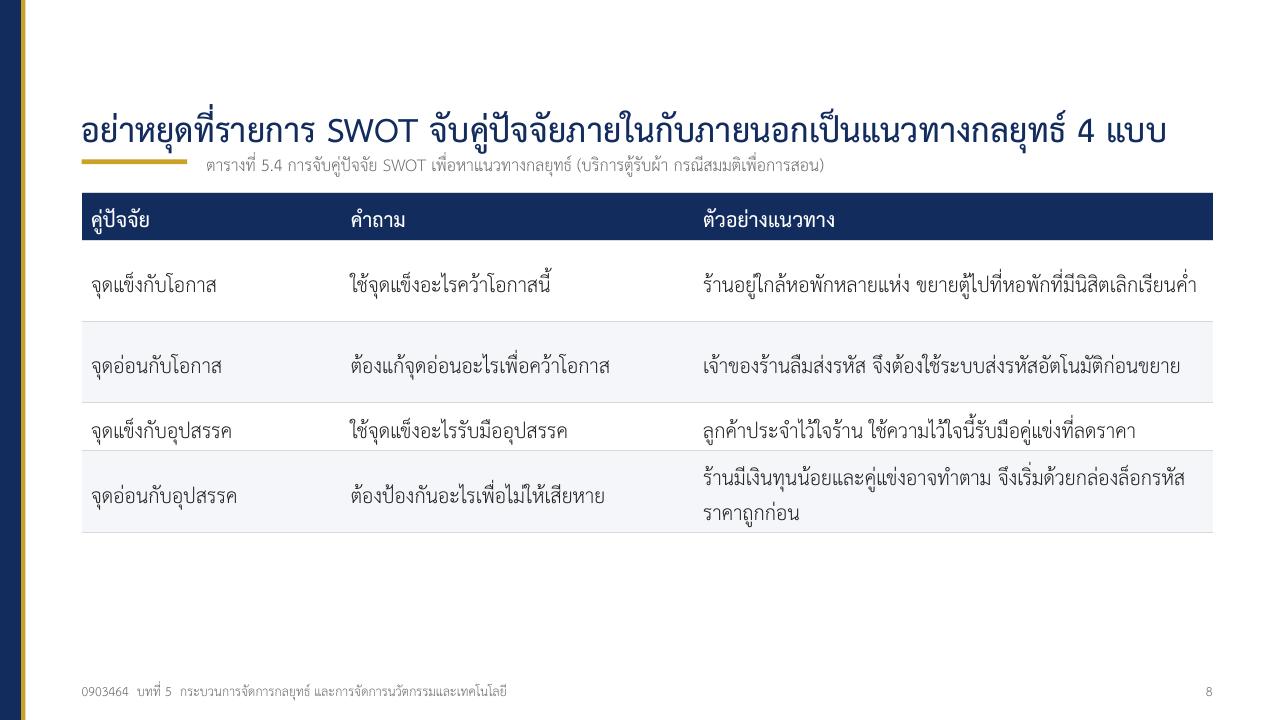 อย่าหยุดที่รายการ SWOT จับคู่ปัจจัยภายในกับภายนอกเป็นแนวทางกลยุทธ์ 4 แบบ
ตารางที่ 5.4 การจับคู่ปัจจัย SWOT เพื่อหาแนวทางกลยุทธ์ (บริการตู้รับผ้า กรณีสมมติเพื่อการสอน)
คู่ปัจจัย คำถาม ตัวอย่างแนวทาง
จุดแข็งกับโอกาส ใช้จุดแข็งอะไรคว้าโอกาสนี้ ร้านอยู่ใกล้หอพักหลายแห่ง ขยายตู้ไปที่หอพักที่มีนิสิตเลิกเรียนค่ำ
จุดอ่อนกับโอกาส ต้องแก้จุดอ่อนอะไรเพื่อคว้าโอกาส เจ้าของร้านลืมส่งรหัส จึงต้องใช้ระบบส่งรหัสอัตโนมัติก่อนขยาย
จุดแข็งกับอุปสรรค ใช้จุดแข็งอะไรรับมืออุปสรรค ลูกค้าประจำไว้ใจร้าน ใช้ความไว้ใจนี้รับมือคู่แข่งที่ลดราคา
จุดอ่อนกับอุปสรรค ต้องป้องกันอะไรเพื่อไม่ให้เสียหาย ร้านมีเงินทุนน้อยและคู่แข่งอาจทำตาม จึงเริ่มด้วยกล่องล็อกรหัส
ราคาถูกก่อน
0903464 บทที่ 5 กระบวนการจัดการกลยุทธ์ และการจัดการนวัตกรรมและเทคโนโลยี 8